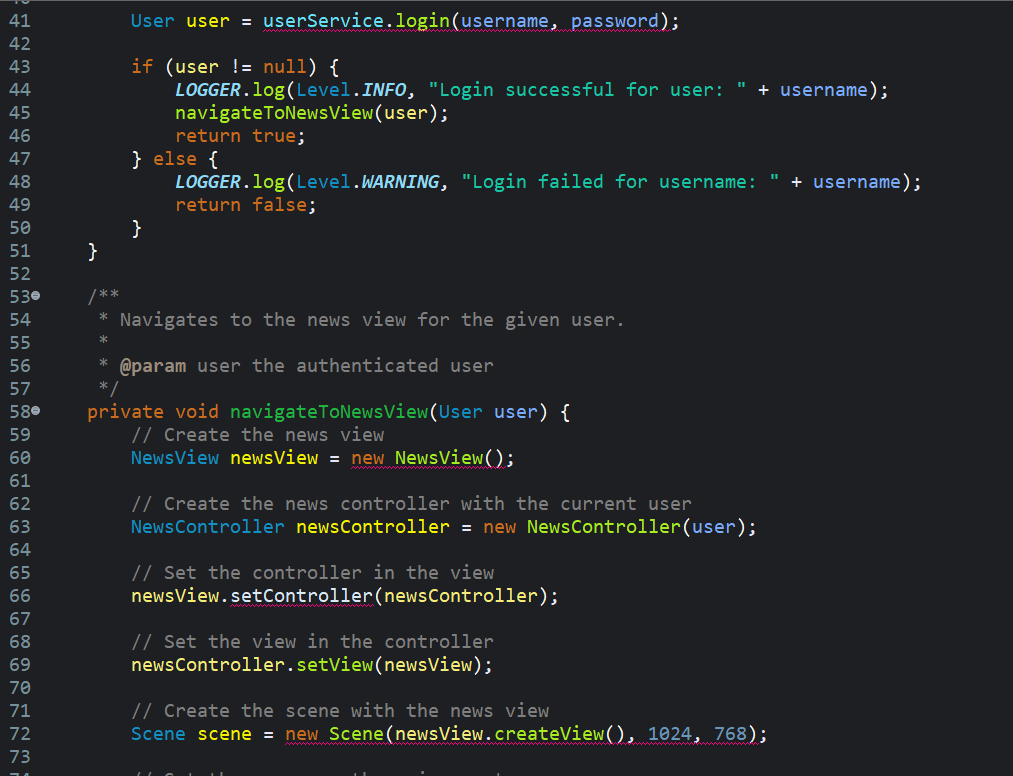 41 User user = userService.login(username, password);
42
43 if (user != null) {
44 LOGGER.log(Level.INFO, "Login successful for user: " + username);
45 navigateToNewsView(user);
46 return true;
47 } else {
48 LOGGER.log(Level.WARNING, "Login failed for username: " + username);
49 return false;
50 }
51 }
52
53 /**
54 * Navigates to the news view for the given user.
55 *
56 * @param user the authenticated user
57 */
58 private void navigateToNewsView(User user) {
59 // Create the news view
60 NewsView newsView = new NewsView();
61
62 // Create the news controller with the current user
63 NewsController newsController = new NewsController(user);
64
65 // Set the controller in the view
66 newsView.setController(newsController);
67
68 // Set the view in the controller
69 newsController.setView(newsView);
70
71 // Create the scene with the news view
72 Scene scene = new Scene(newsView.createView(), 1024, 768);
73